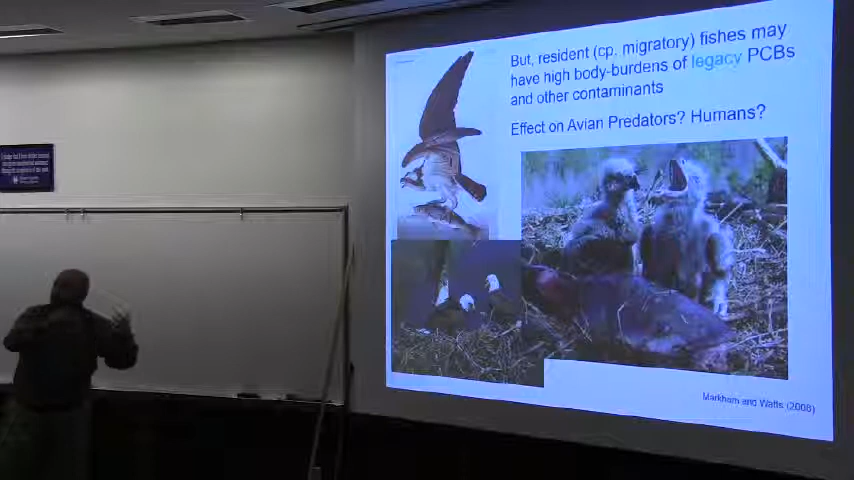 But, resident (cp, migratory) fishes may
have high body-burdens of legacy PCBs
and other contaminants
Effect on Avian Predators? Humans?
Markham and Watts (2008)